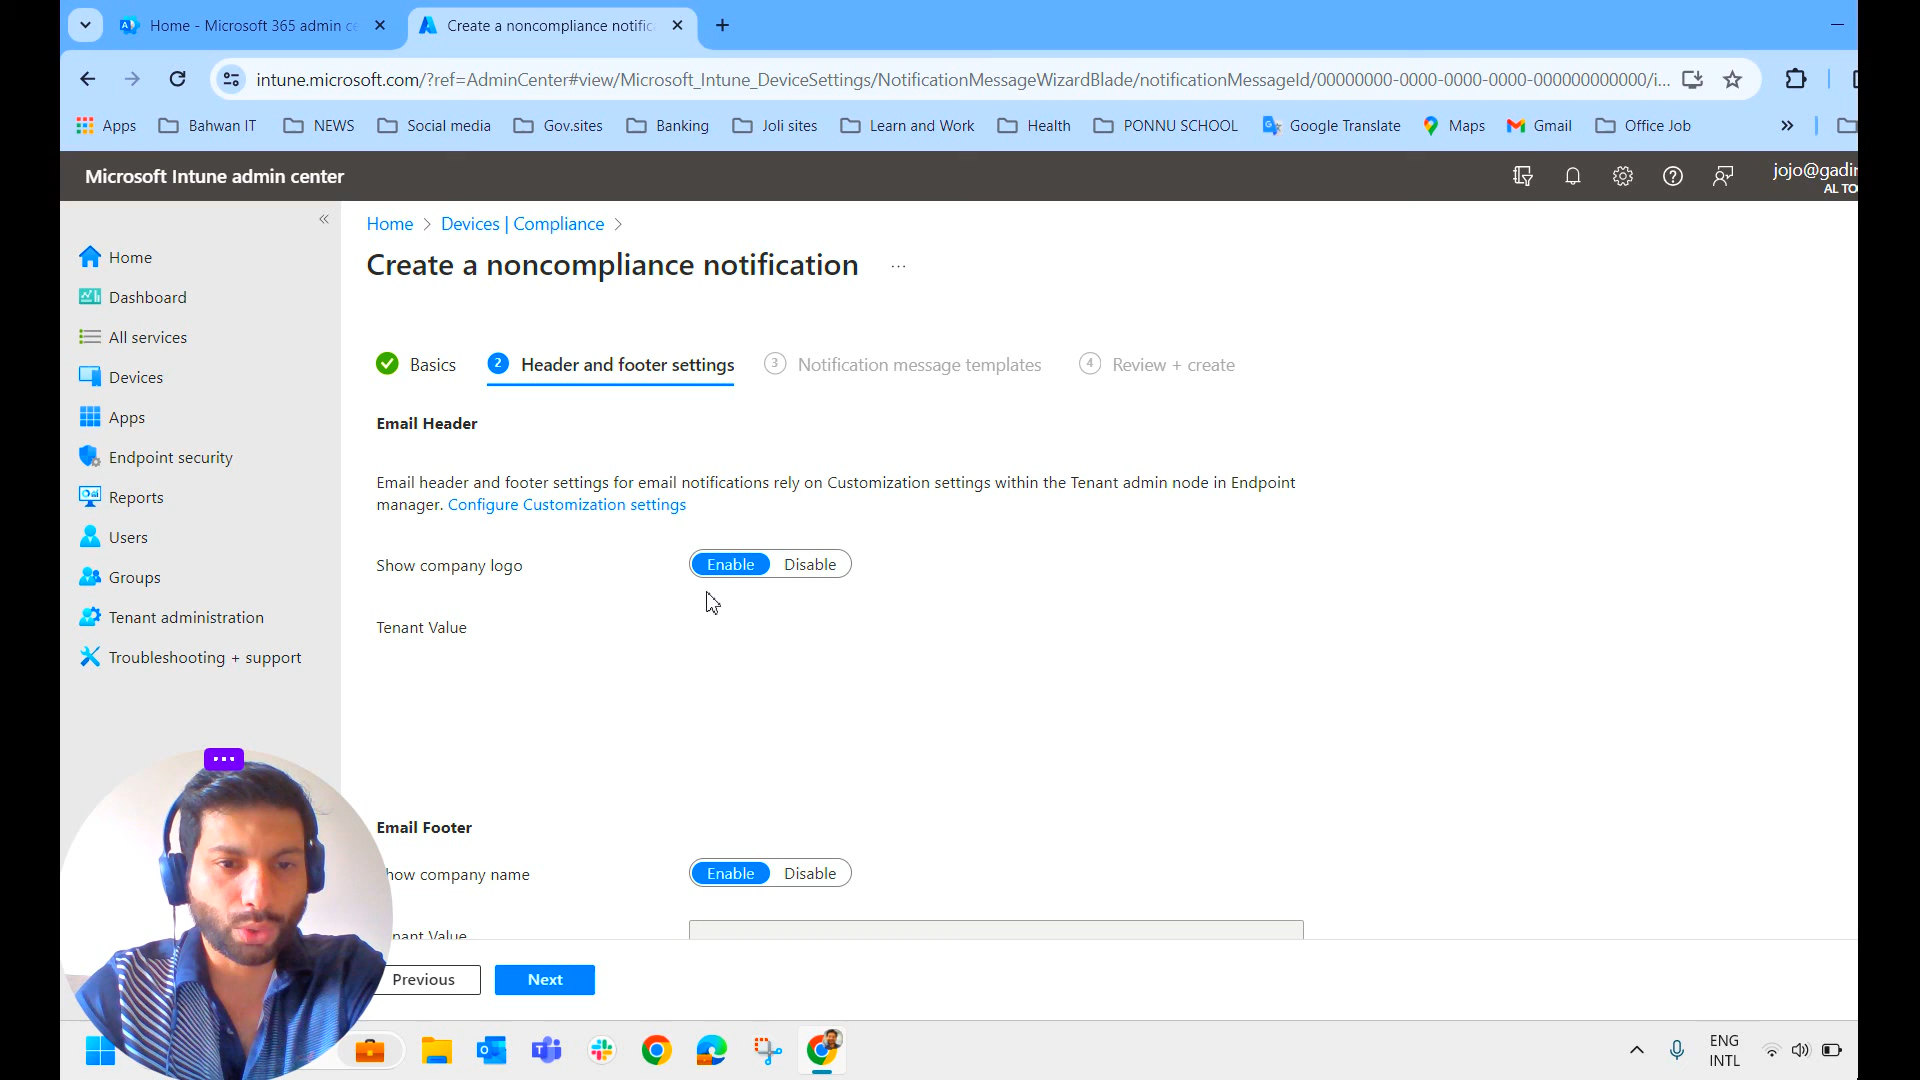 Home - Microsoft 365 admin ce
Create a noncompliance notific
intune.microsoft.com/?ref=AdminCenter#view/Microsoft_Intune_DeviceSettings/NotificationMessageWizardBlade/notificationMessageId/00000000-0000-0000-0000-000000000000/i...
Apps
Bahwan IT
NEWS
Social media
Gov.sites
Banking
Joli sites
Learn and Work
Health
PONNU SCHOOL
Google Translate
Maps
Gmail
Office Job
Microsoft Intune admin center
jojo@gadir
AL TO
Home
Dashboard
All services
Devices
Apps
Endpoint security
Reports
Users
Groups
Tenant administration
Troubleshooting + support
Home > Devices | Compliance >
Create a noncompliance notification ...
Basics
2 Header and footer settings
3 Notification message templates
4 Review + create
Email Header
Email header and footer settings for email notifications rely on Customization settings within the Tenant admin node in Endpoint
manager. Configure Customization settings
Show company logo
Enable Disable
Tenant Value
Email Footer
how company name
Enable Disable
nant Value
Previous
Next
ENG
INTL